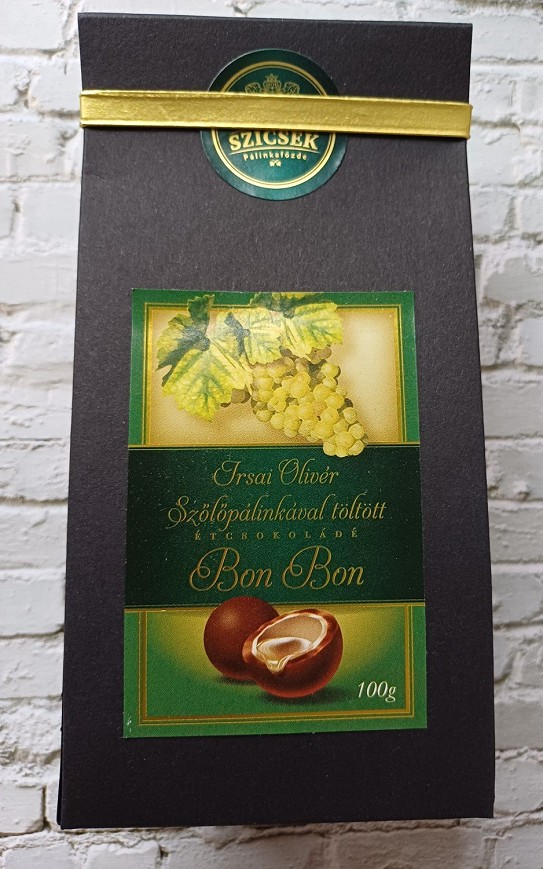 SZICSEK
Pálinkafőzde
Irsai Olivér
Szőlőpálinkával töltött
ÉTCSOKOLÁDÉ
Bon Bon
100g